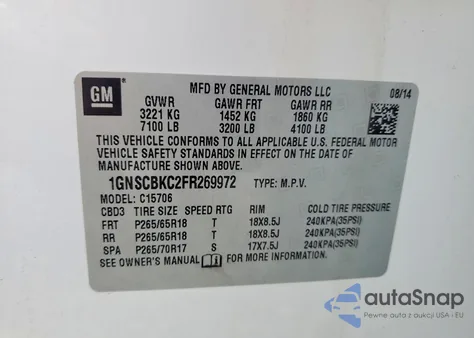 GM
MFD BY GENERAL MOTORS LLC 08/14
GVWR GAWR FRT GAWR RR
3221 KG 1452 KG 1860 KG
7100 LB 3200 LB 4100 LB
THIS VEHICLE CONFORMS TO ALL APPLICABLE U.S. FEDERAL MOTOR
VEHICLE SAFETY STANDARDS IN EFFECT ON THE DATE OF
MANUFACTURE SHOWN ABOVE.
1GNSCBKC2FR269972 TYPE: M.P.V.
MODEL: C15706
CBD3 TIRE SIZE SPEED RTG RIM COLD TIRE PRESSURE
FRT P265/65R18 T 18X8.5J 240KPA(35PSI)
RR P265/65R18 T 18X8.5J 240KPA(35PSI)
SPA P265/70R17 S 17X7.5J 240KPA(35PSI)
SEE OWNER'S MANUAL FOR MORE INFORMATION.
autoSnap
Pewne auta z aukcji USA - EU